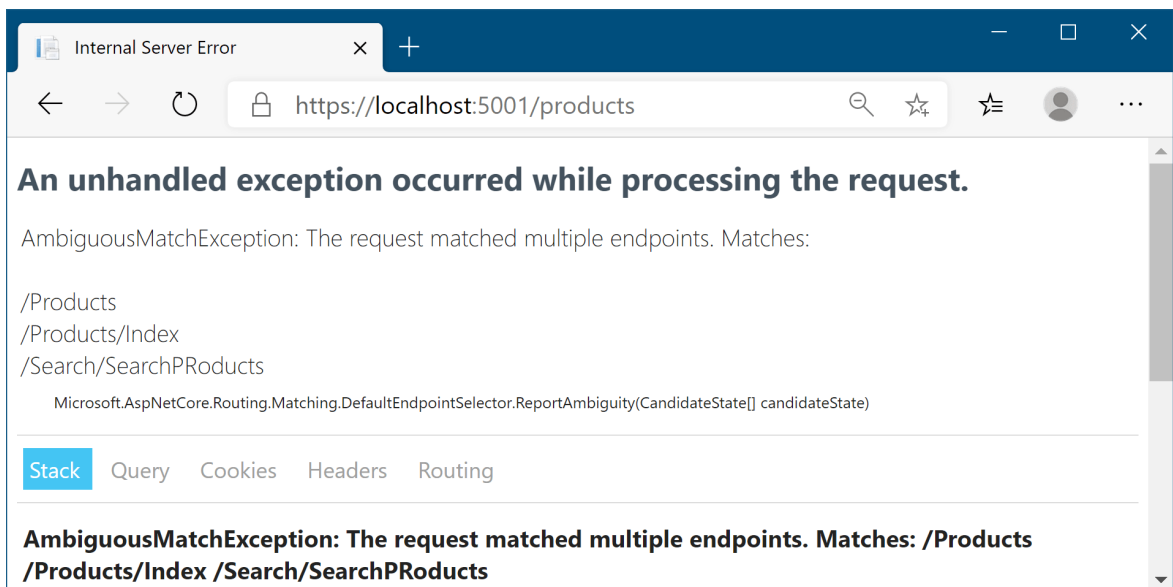 Internal Server Error
https://localhost:5001/products
An unhandled exception occurred while processing the request.
AmbiguousMatchException: The request matched multiple endpoints. Matches:
/Products
/Products/Index
/Search/SearchPRoducts
Microsoft.AspNetCore.Routing.Matching.DefaultEndpointSelector.ReportAmbiguity(CandidateState[] candidateState)
Stack Query Cookies Headers Routing
AmbiguousMatchException: The request matched multiple endpoints. Matches: /Products
/Products/Index /Search/SearchPRoducts